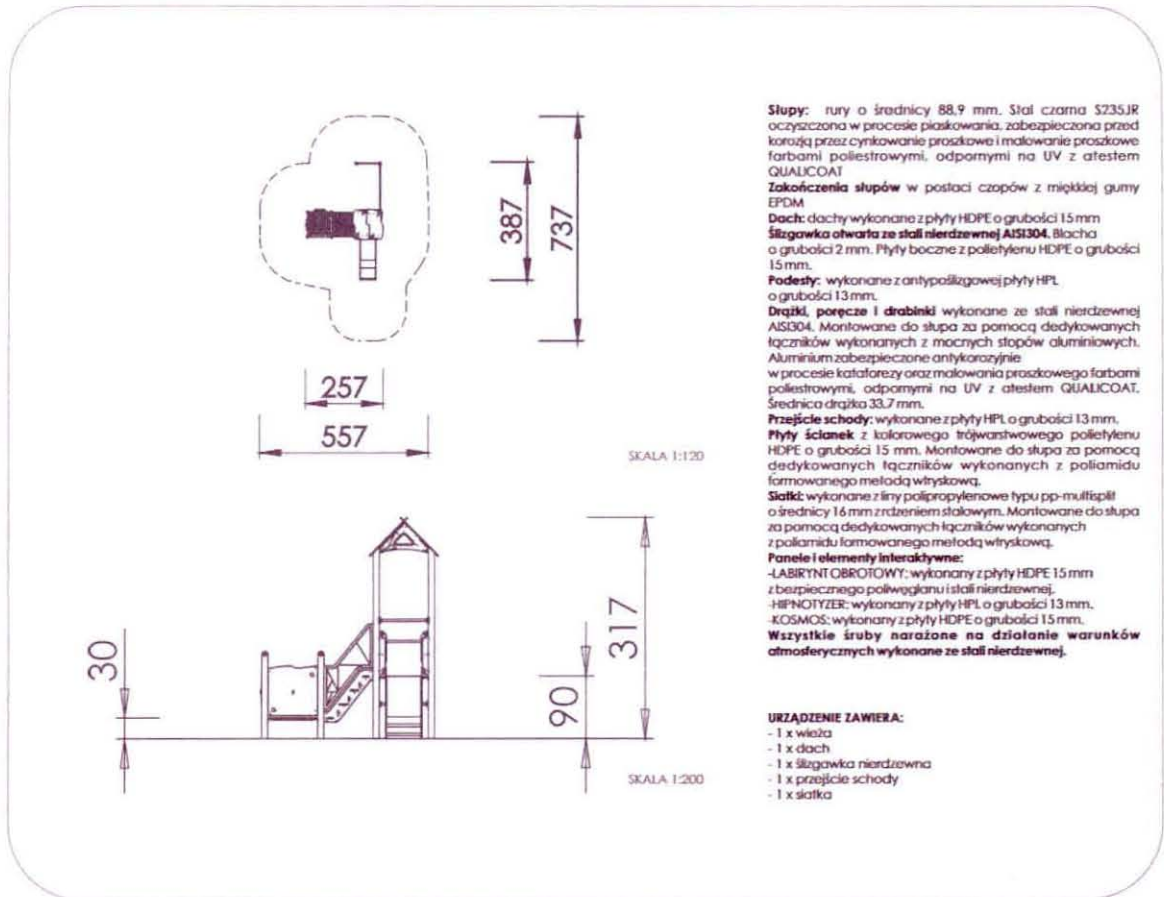 387
737
257
557
SKALA 1:120
30
90
317
SKALA 1:200
Słupy: rury o średnicy 88,9 mm. Stal czarna S235JR
oczyszczona w procesie piaskowania, zabezpieczona przed
korozją przez cynkowanie proszkowe i malowanie proszkowe
farbami poliestrowymi, odpornymi na UV z atestem
QUALICOAT
Zakończenia słupów w postaci czopów z miękkiej gumy
EPDM
Dach: dachy wykonane z płyty HDPE o grubości 15 mm
Ślizgawka otwarta ze stali nierdzewnej AISI304. Blacha
o grubości 2 mm. Płyty boczne z polietylenu HDPE o grubości
15 mm.
Podesty: wykonane z antypoślizgowej płyty HPL
o grubości 13 mm.
Drążki, poręcze i drabinki wykonane ze stali nierdzewnej
AISI304. Montowane do słupa za pomocą dedykowanych
łączników wykonanych z mocnych stopów aluminiowych.
Aluminium zabezpieczone antykorozyjnie
w procesie kataforezy oraz malowania proszkowego farbami
poliestrowymi, odpornymi na UV z atestem QUALICOAT.
Średnica drążka 33,7 mm.
Przejście schody: wykonane z płyty HPL o grubości 13 mm.
Płyty ścianek z kolorowego trójwarstwowego polietylenu
HDPE o grubości 15 mm. Montowane do słupa za pomocą
dedykowanych łączników wykonanych z poliamidu
formowanego metodą wtryskową.
Siatki: wykonane z liny polipropylenowe typu pp-multisplit
o średnicy 16 mm z rdzeniem stalowym. Montowane do słupa
za pomocą dedykowanych łączników wykonanych
z poliamidu formowanego metodą wtryskową.
Panele i elementy interaktywne:
-LABIRYNT OBROTOWY: wykonany z płyty HDPE 15 mm
z bezpiecznego poliwęglanu i stali nierdzewnej.
-HIPNOTYZER: wykonany z płyty HPL o grubości 13 mm.
-KOSMOS: wykonany z płyty HDPE o grubości 15 mm.
Wszystkie śruby narażone na działanie warunków
atmosferycznych wykonane ze stali nierdzewnej.
URZĄDZENIE ZAWIERA:
- 1 x wieża
- 1 x dach
- 1 x ślizgawka nierdzewna
- 1 x przejście schody
- 1 x siatka